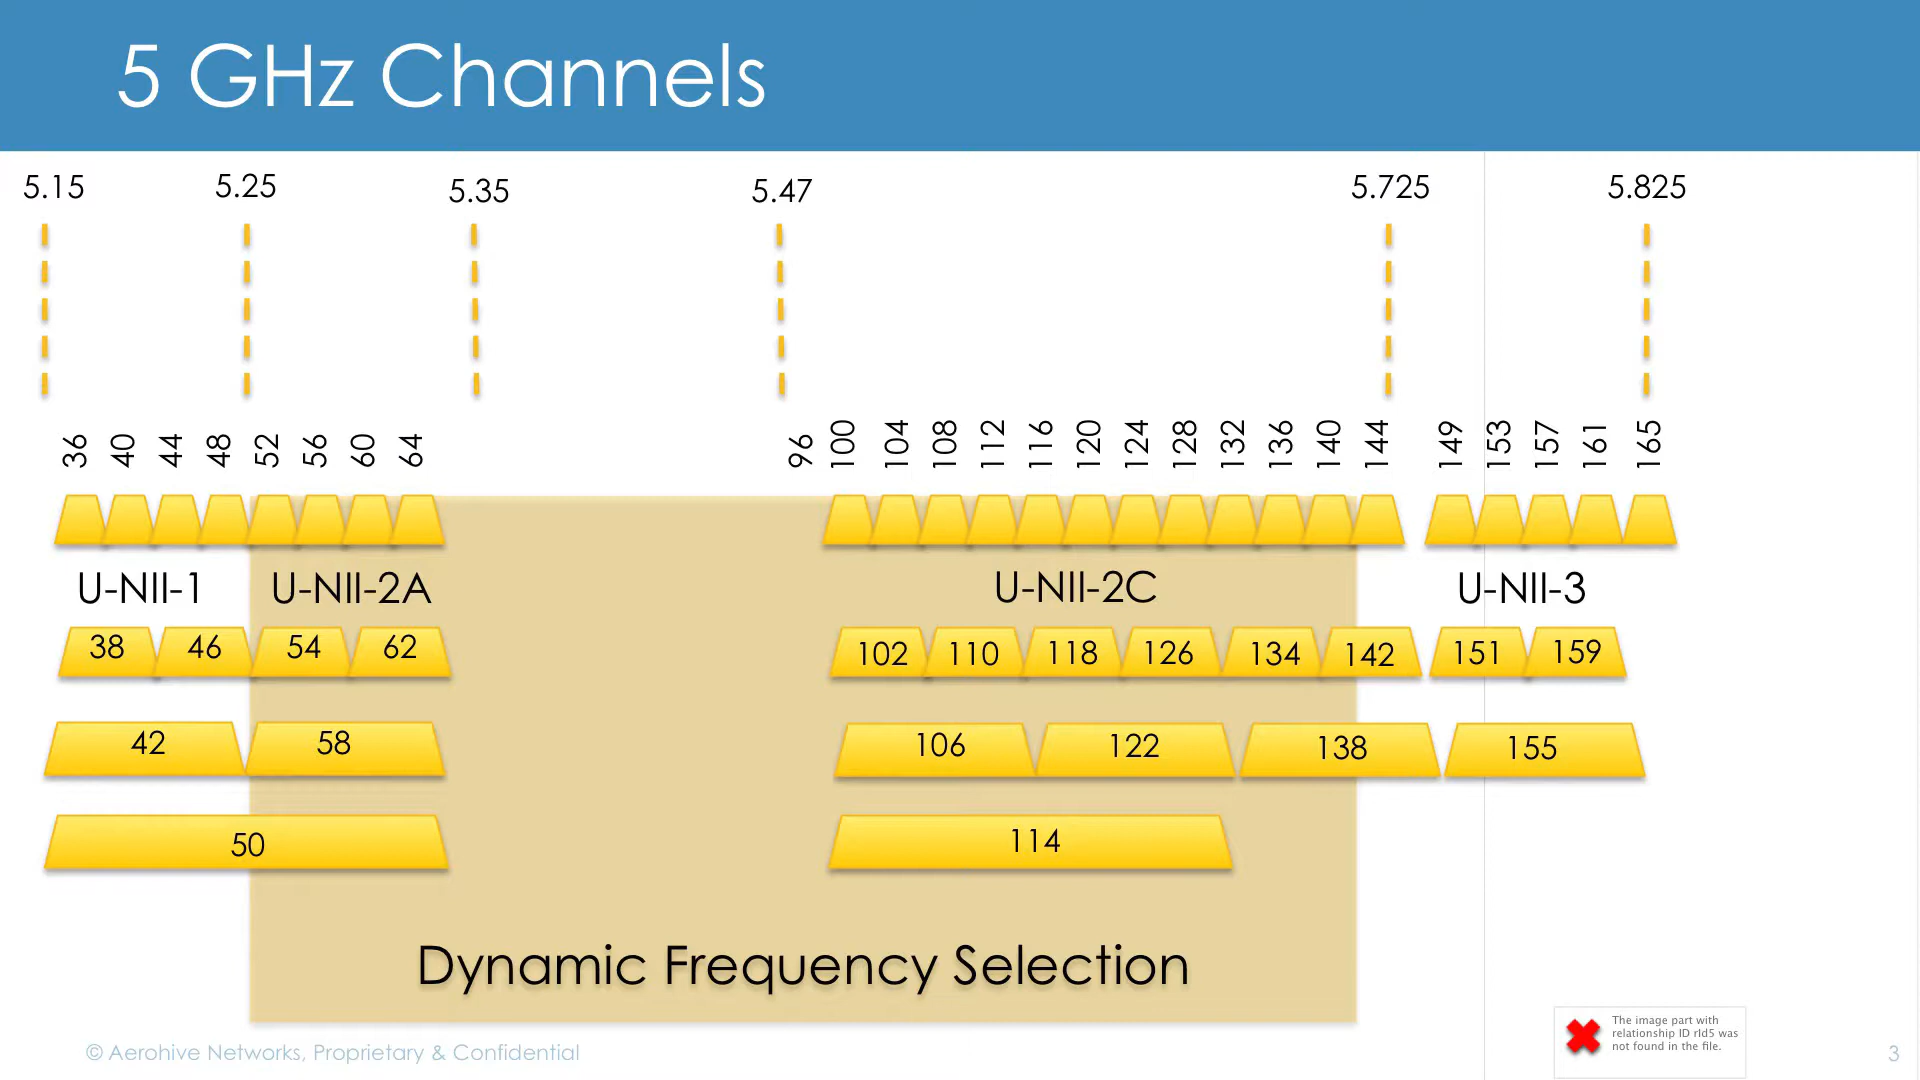 5 GHz Channels
5.15 5.25 5.35 5.47 5.725 5.825
36 40 44 48 52 56 60 64 96 100 104 108 112 116 120 124 128 132 136 140 144 149 153 157 161 165
U-NII-1 U-NII-2A U-NII-2C U-NII-3
38 46 54 62 102 110 118 126 134 142 151 159
42 58 106 122 138 155
50 114
Dynamic Frequency Selection
The image part with
relationship ID rId5 was
not found in the file.
© Aerohive Networks, Proprietary & Confidential
3